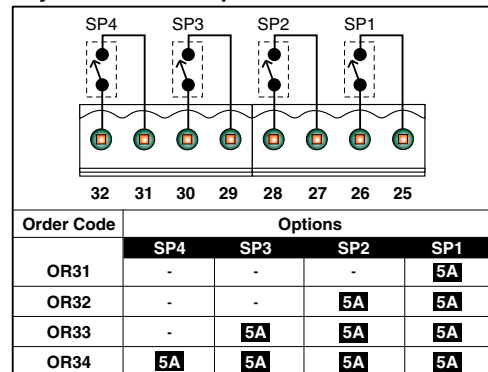 SP4 SP3 SP2 SP1
32 31 30 29 28 27 26 25
Order Code Options
SP4 SP3 SP2 SP1
OR31 - - - 5A
OR32 - - 5A 5A
OR33 - 5A 5A 5A
OR34 5A 5A 5A 5A